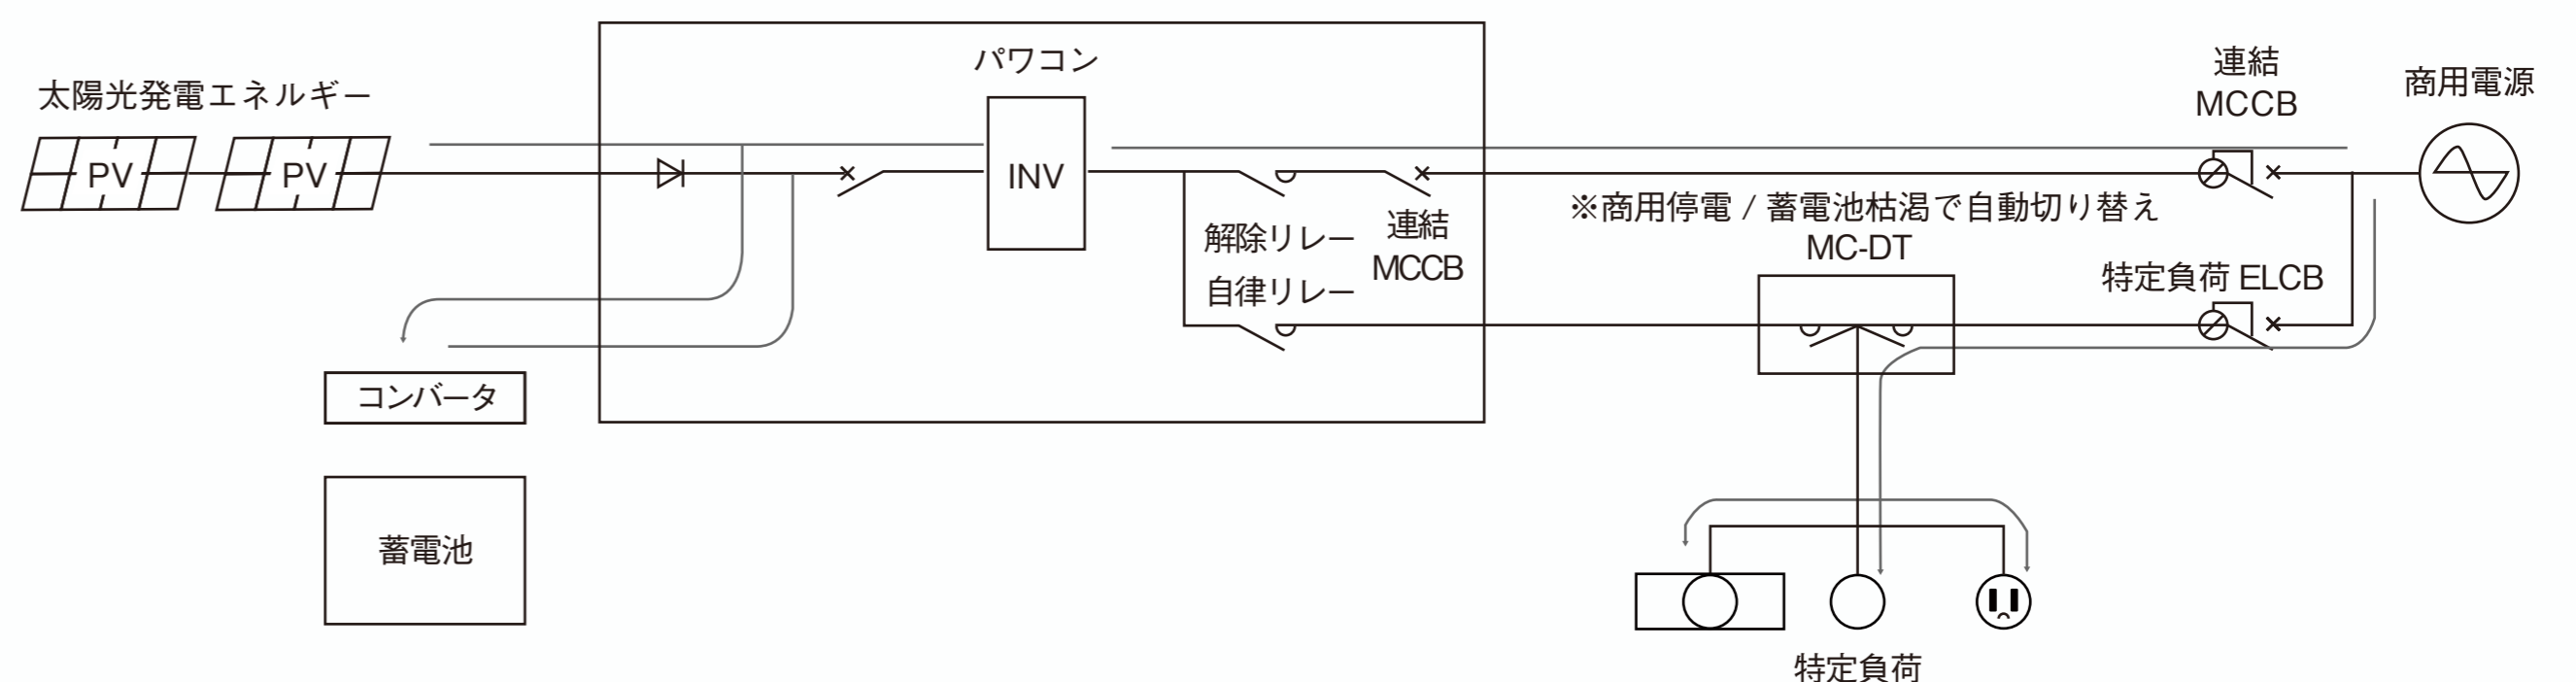 太陽光発電エネルギー
PV
PV
パワコン
INV
解除リレー
自律リレー
連結
MCCB
※商用停電 / 蓄電池枯渇で自動切り替え
MC-DT
連結
MCCB
商用電源
特定負荷 ELCB
コンバータ
蓄電池
特定負荷